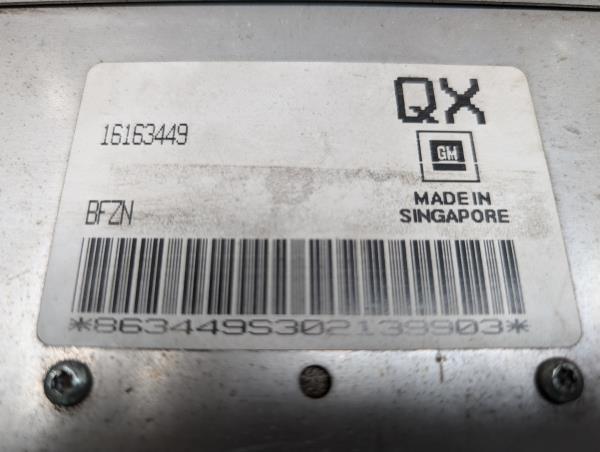 QX
16163449
GM
BFZN
MADE IN
SINGAPORE
*863449S302139903*